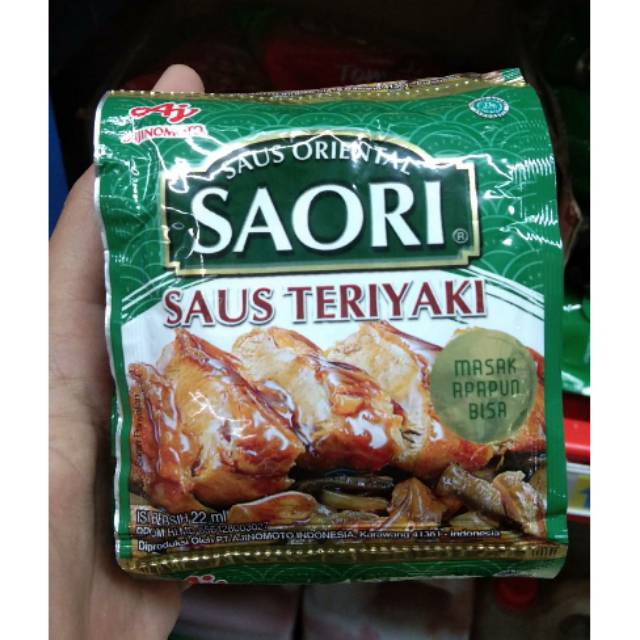 AJINOMOTO
SAUS ORIENTAL
SAORI®
SAUS TERIYAKI
MASAK
APAPUN
BISA
ISI BERSIH 22 ml
Diproduksi Oleh P.T. AJINOMOTO INDONESIA, Karawang 41361 - Indonesia